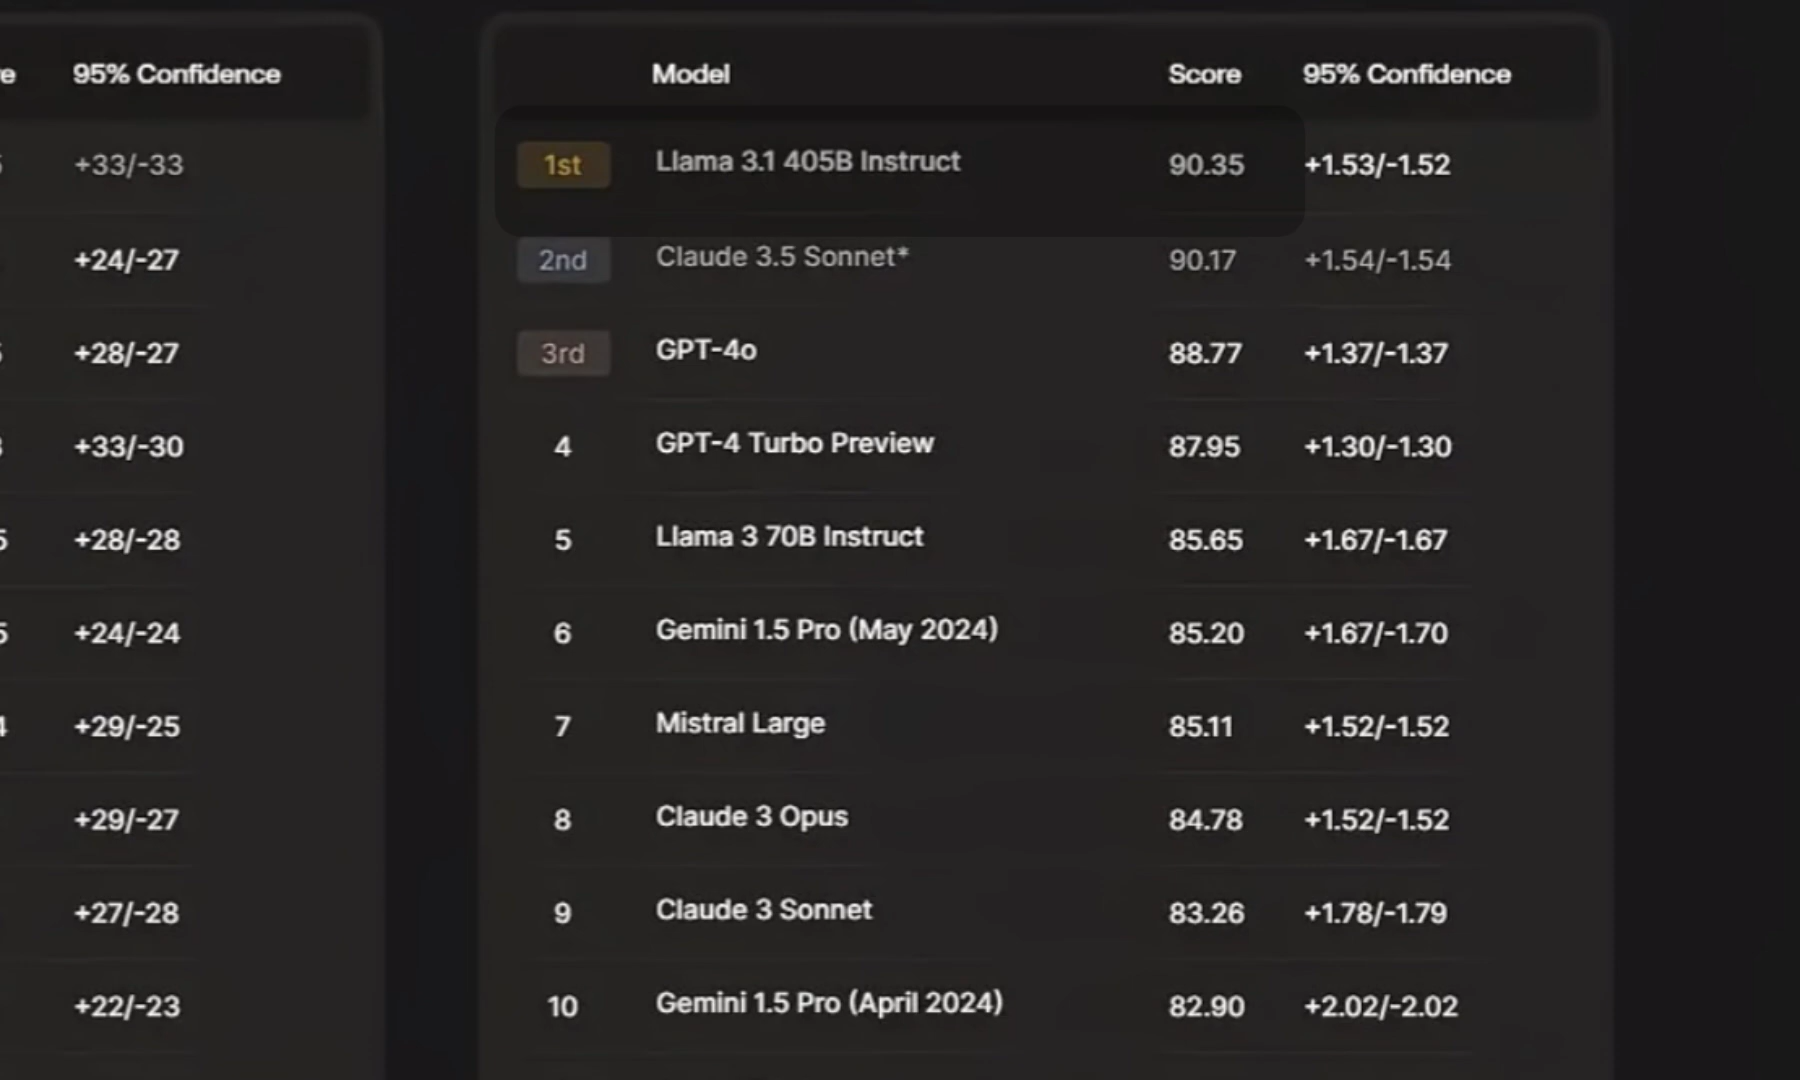 95% Confidence
+33/-33
+24/-27
+28/-27
+33/-30
+28/-28
+24/-24
+29/-25
+29/-27
+27/-28
+22/-23
Model Score 95% Confidence
1st Llama 3.1 405B Instruct 90.35 +1.53/-1.52
2nd Claude 3.5 Sonnet* 90.17 +1.54/-1.54
3rd GPT-4o 88.77 +1.37/-1.37
4 GPT-4 Turbo Preview 87.95 +1.30/-1.30
5 Llama 3 70B Instruct 85.65 +1.67/-1.67
6 Gemini 1.5 Pro (May 2024) 85.20 +1.67/-1.70
7 Mistral Large 85.11 +1.52/-1.52
8 Claude 3 Opus 84.78 +1.52/-1.52
9 Claude 3 Sonnet 83.26 +1.78/-1.79
10 Gemini 1.5 Pro (April 2024) 82.90 +2.02/-2.02